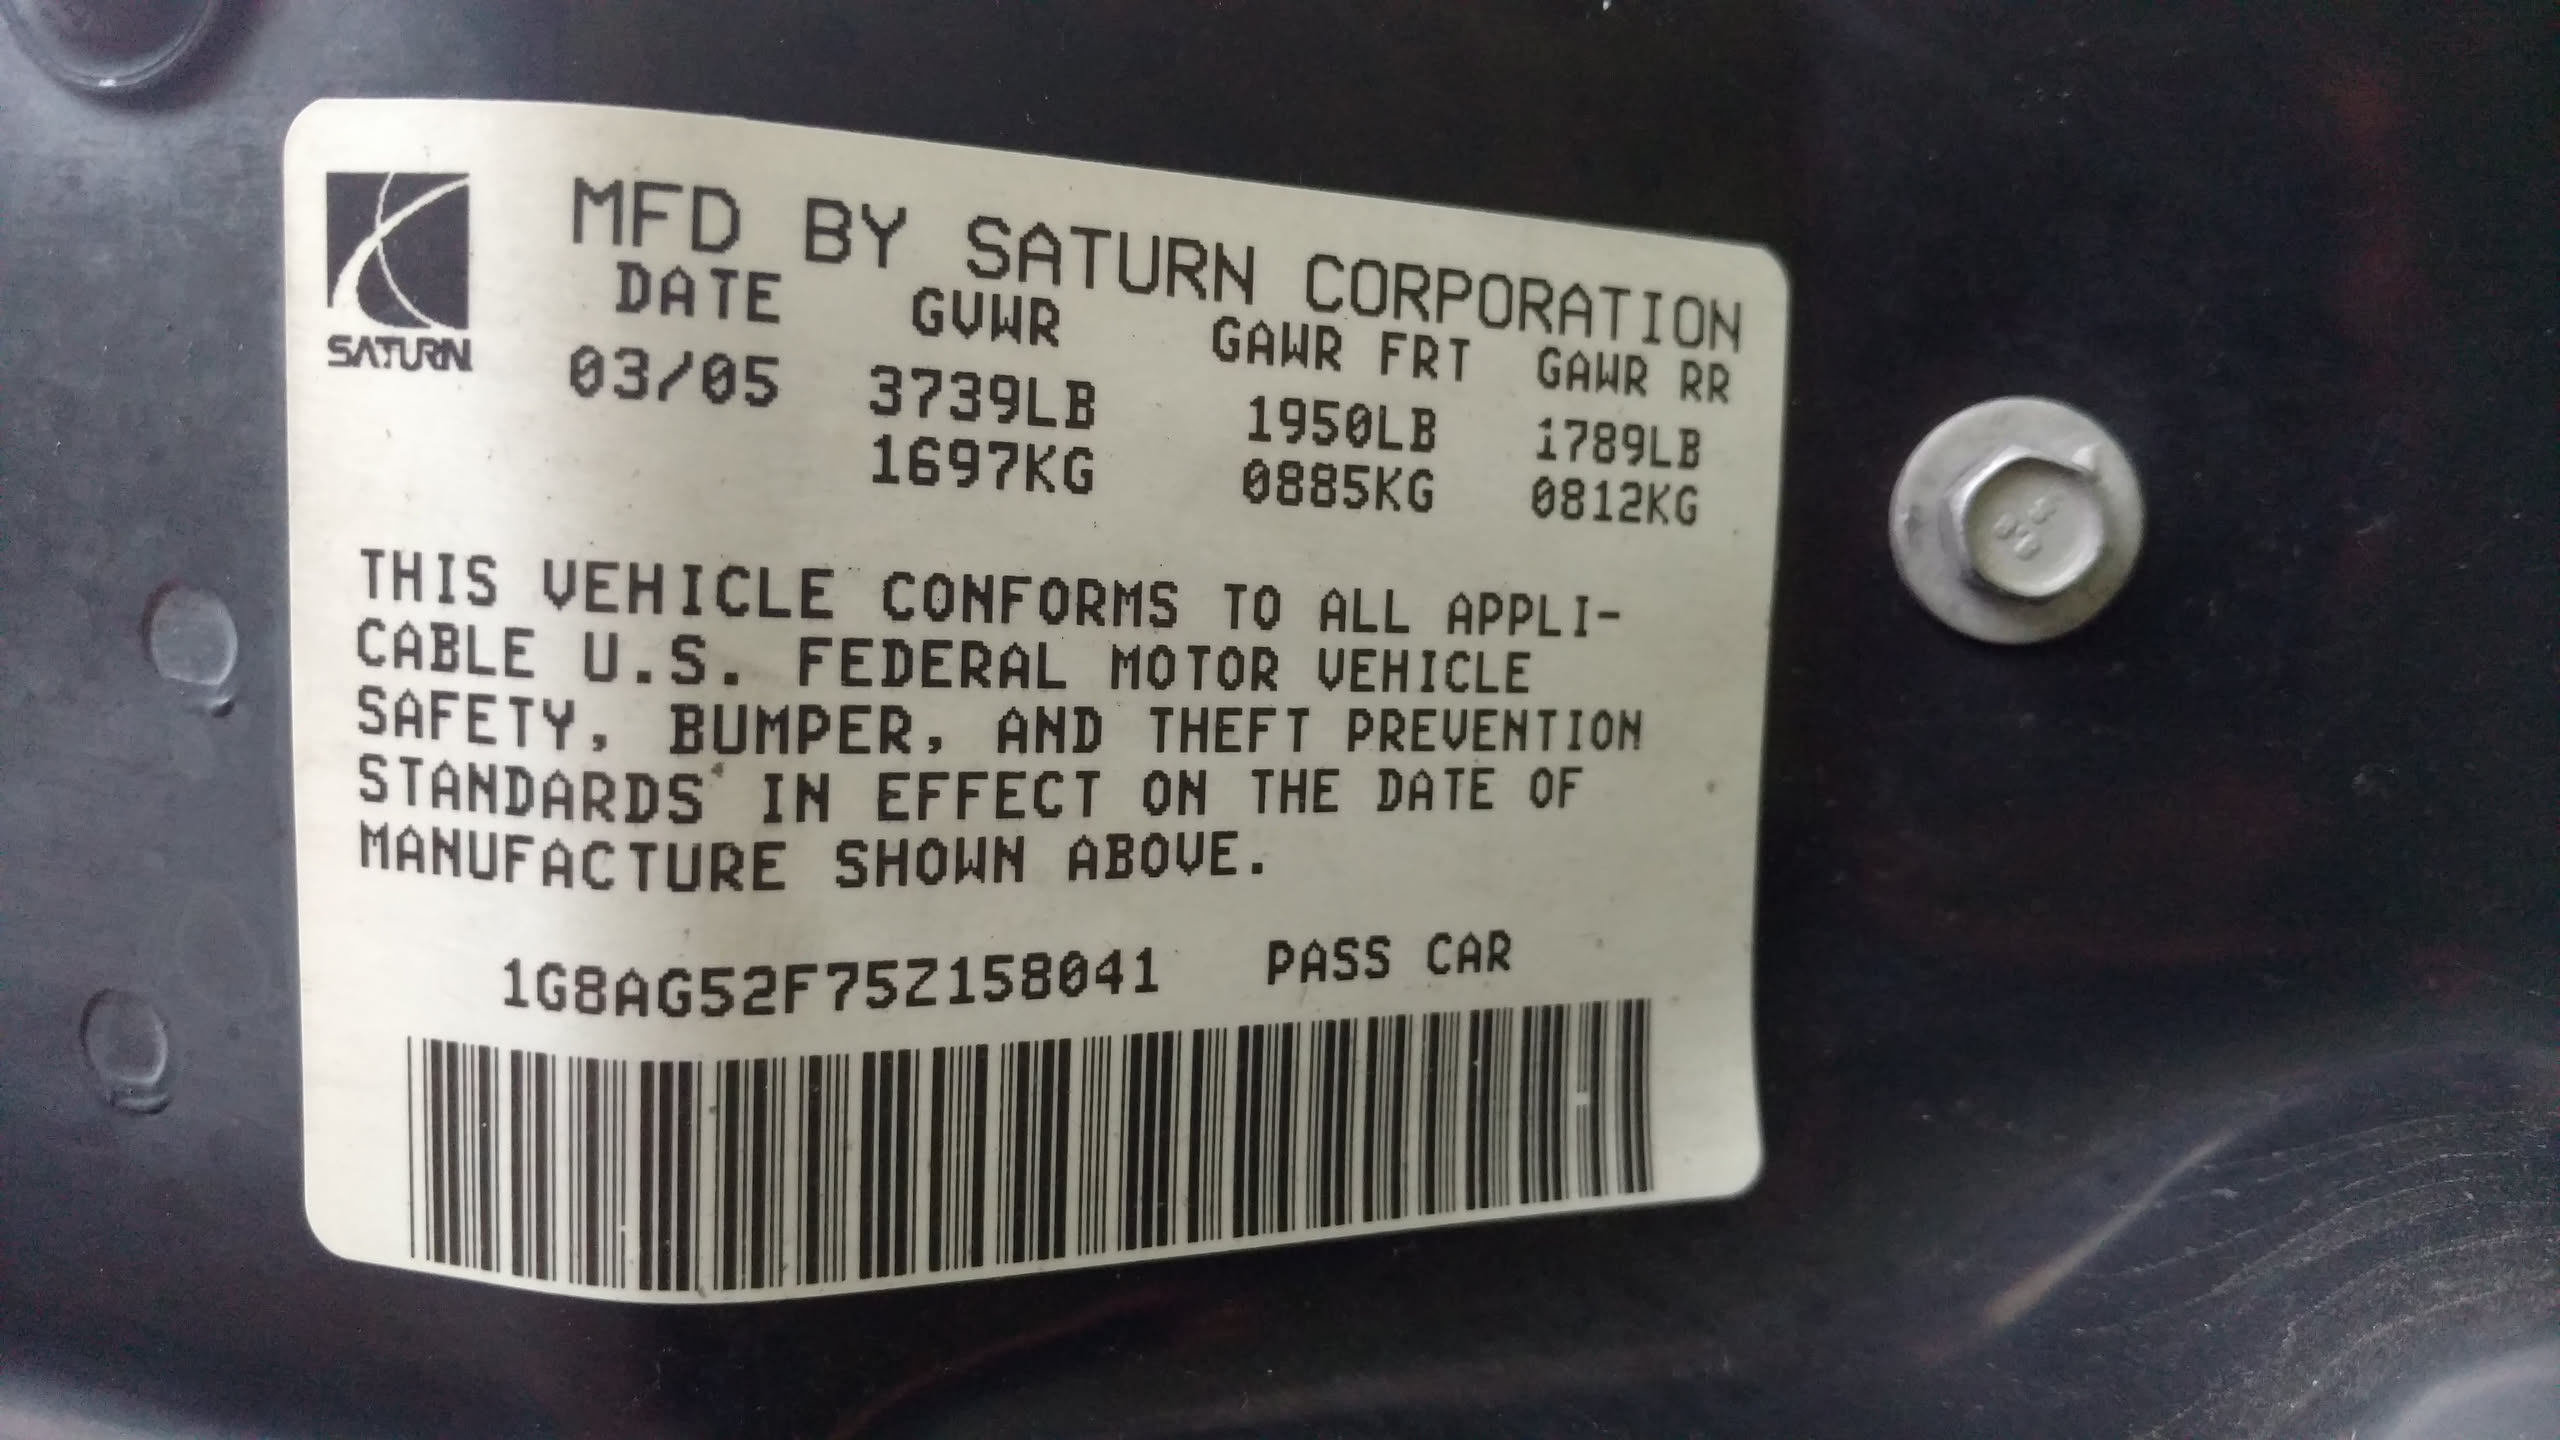 MFD BY SATURN CORPORATION
SATURN
DATE GVWR GAWR FRT GAWR RR
03/05 3739LB 1950LB 1789LB
1697KG 0885KG 0812KG
THIS VEHICLE CONFORMS TO ALL APPLI-
CABLE U.S. FEDERAL MOTOR VEHICLE
SAFETY, BUMPER, AND THEFT PREVENTION
STANDARDS IN EFFECT ON THE DATE OF
MANUFACTURE SHOWN ABOVE.
1G8AG52F75Z158041 PASS CAR